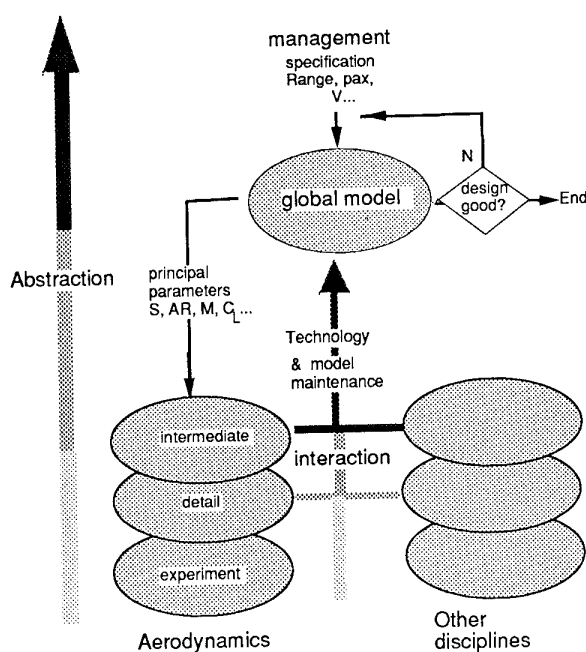 management
specification
Range, pax,
V...
N
global model
design
good?
End
Abstraction
principal
parameters
S, AR, M, C_L...
Technology
& model
maintenance
intermediate
interaction
detail
experiment
Aerodynamics
Other
disciplines